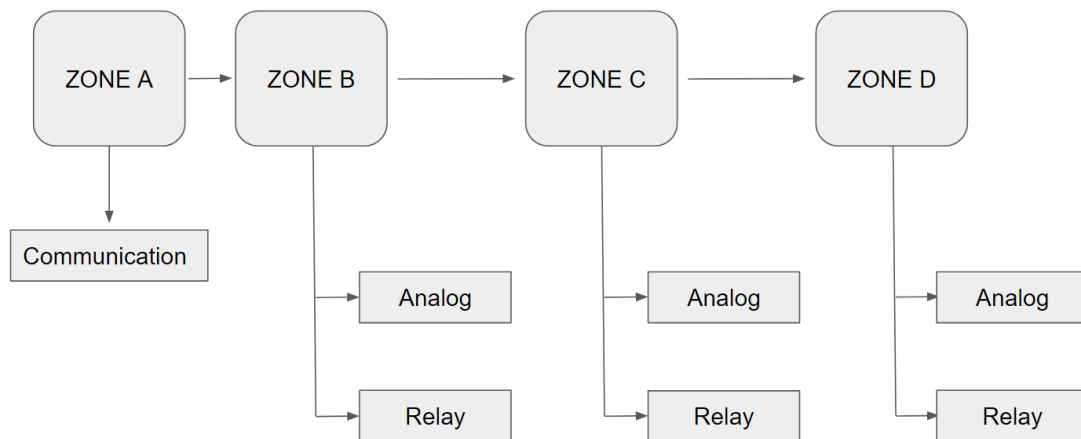 ZONE A
ZONE B
ZONE C
ZONE D
Communication
Analog
Analog
Analog
Relay
Relay
Relay